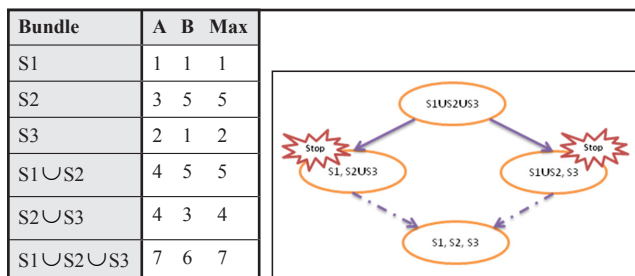 Bundle A B Max
S1 1 1 1
S2 3 5 5
S3 2 1 2
S1∪S2 4 5 5
S2∪S3 4 3 4
S1∪S2∪S3 7 6 7
S1US2US3
Stop
Stop
S1, S2US3
S1US2, S3
S1, S2, S3